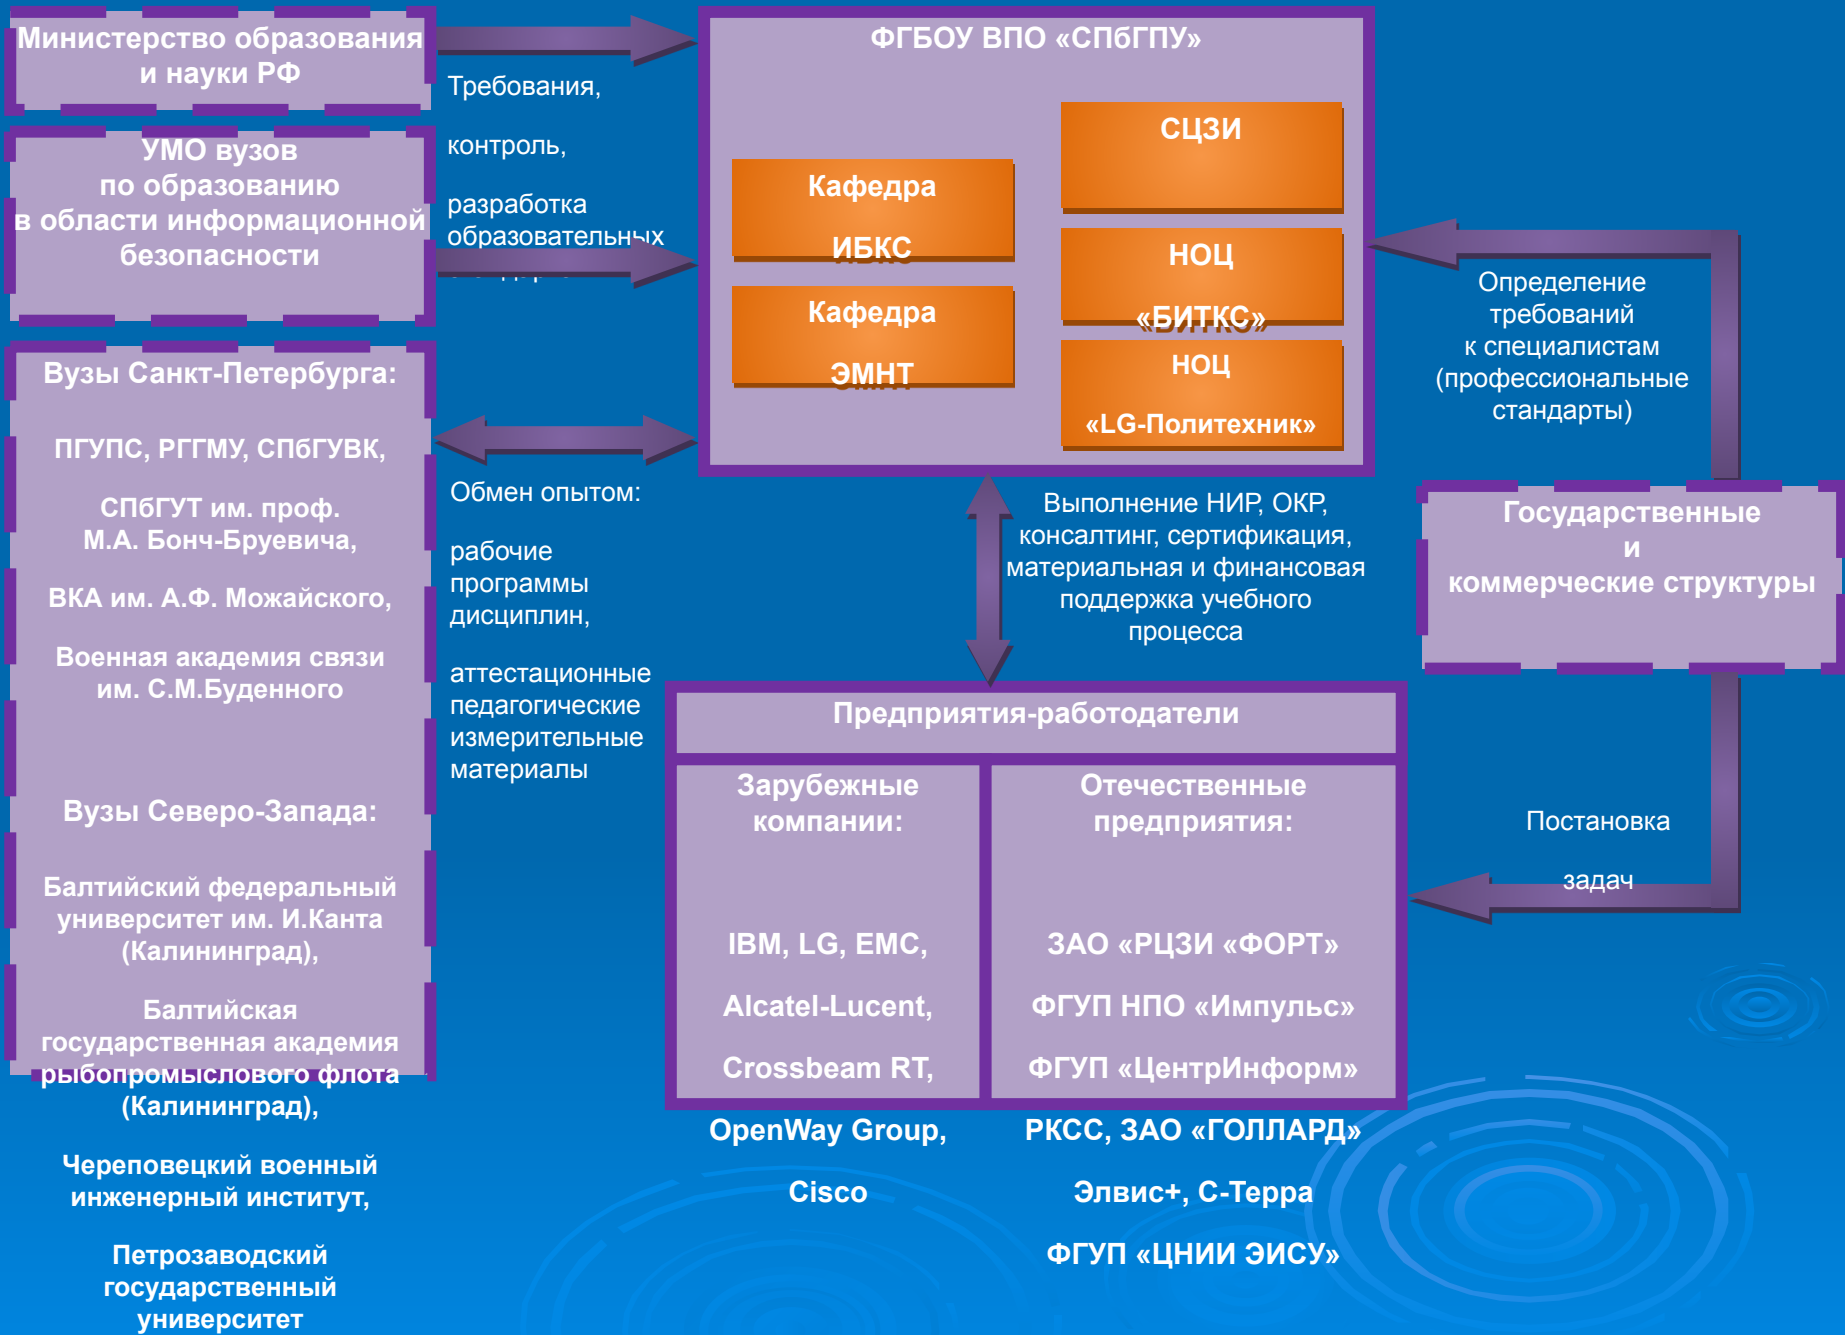 Министерство образования
и науки РФ
УМО вузов
по образованию
в области информационной
безопасности
Вузы Санкт-Петербурга:
ПГУПС, РГГМУ, СПбГУВК,
СПбГУТ им. проф.
М.А. Бонч-Бруевича,
ВКА им. А.Ф. Можайского,
Военная академия связи
им. С.М.Буденного
Вузы Северо-Запада:
Балтийский федеральный
университет им. И.Канта
(Калининград),
Балтийская
государственная академия
рыбопромыслового флота
(Калининград),
Череповецкий военный
инженерный институт,
Петрозаводский
государственный
университет
Требования,
контроль,
разработка
образовательных
Обмен опытом:
рабочие
программы
дисциплин,
аттестационные
педагогические
измерительные
материалы
ФГБОУ ВПО «СПбГПУ»
Кафедра
ИБКС
Кафедра
ЭМНТ
СЦЗИ
НОЦ
«БИТКС»
НОЦ
«LG-Политехник»
Выполнение НИР, ОКР,
консалтинг, сертификация,
материальная и финансовая
поддержка учебного
процесса
Предприятия-работодатели
Зарубежные
компании:
IBM, LG, EMC,
Alcatel-Lucent,
Crossbeam RT,
OpenWay Group,
Cisco
Отечественные
предприятия:
ЗАО «РЦЗИ «ФОРТ»
ФГУП НПО «Импульс»
ФГУП «ЦентрИнформ»
РКСС, ЗАО «ГОЛЛАРД»
Элвис+, С-Терра
ФГУП «ЦНИИ ЭИСУ»
Определение
требований
к специалистам
(профессиональные
стандарты)
Государственные
и
коммерческие структуры
Постановка
задач